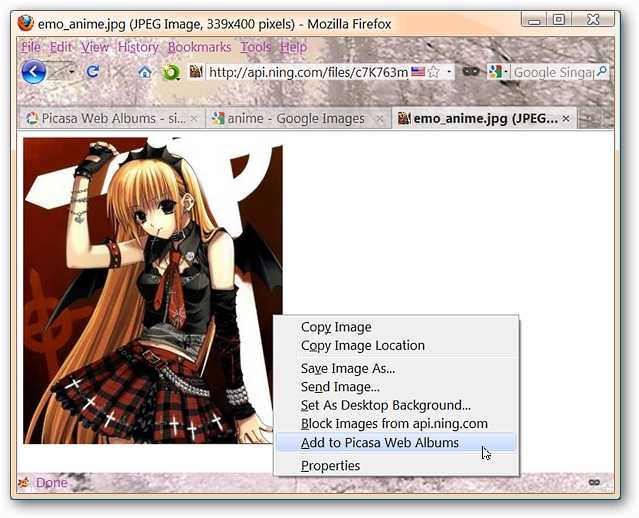 emo_anime.jpg (JPEG Image, 339x400 pixels) - Mozilla Firefox
File Edit View History Bookmarks Tools Help
http://api.ning.com/files/c7K763m
Google Singap
Picasa Web Albums - si...
anime - Google Images
emo_anime.jpg (JPEG...
Copy Image
Copy Image Location
Save Image As...
Send Image...
Set As Desktop Background...
Block Images from api.ning.com
Add to Picasa Web Albums
Properties
Done